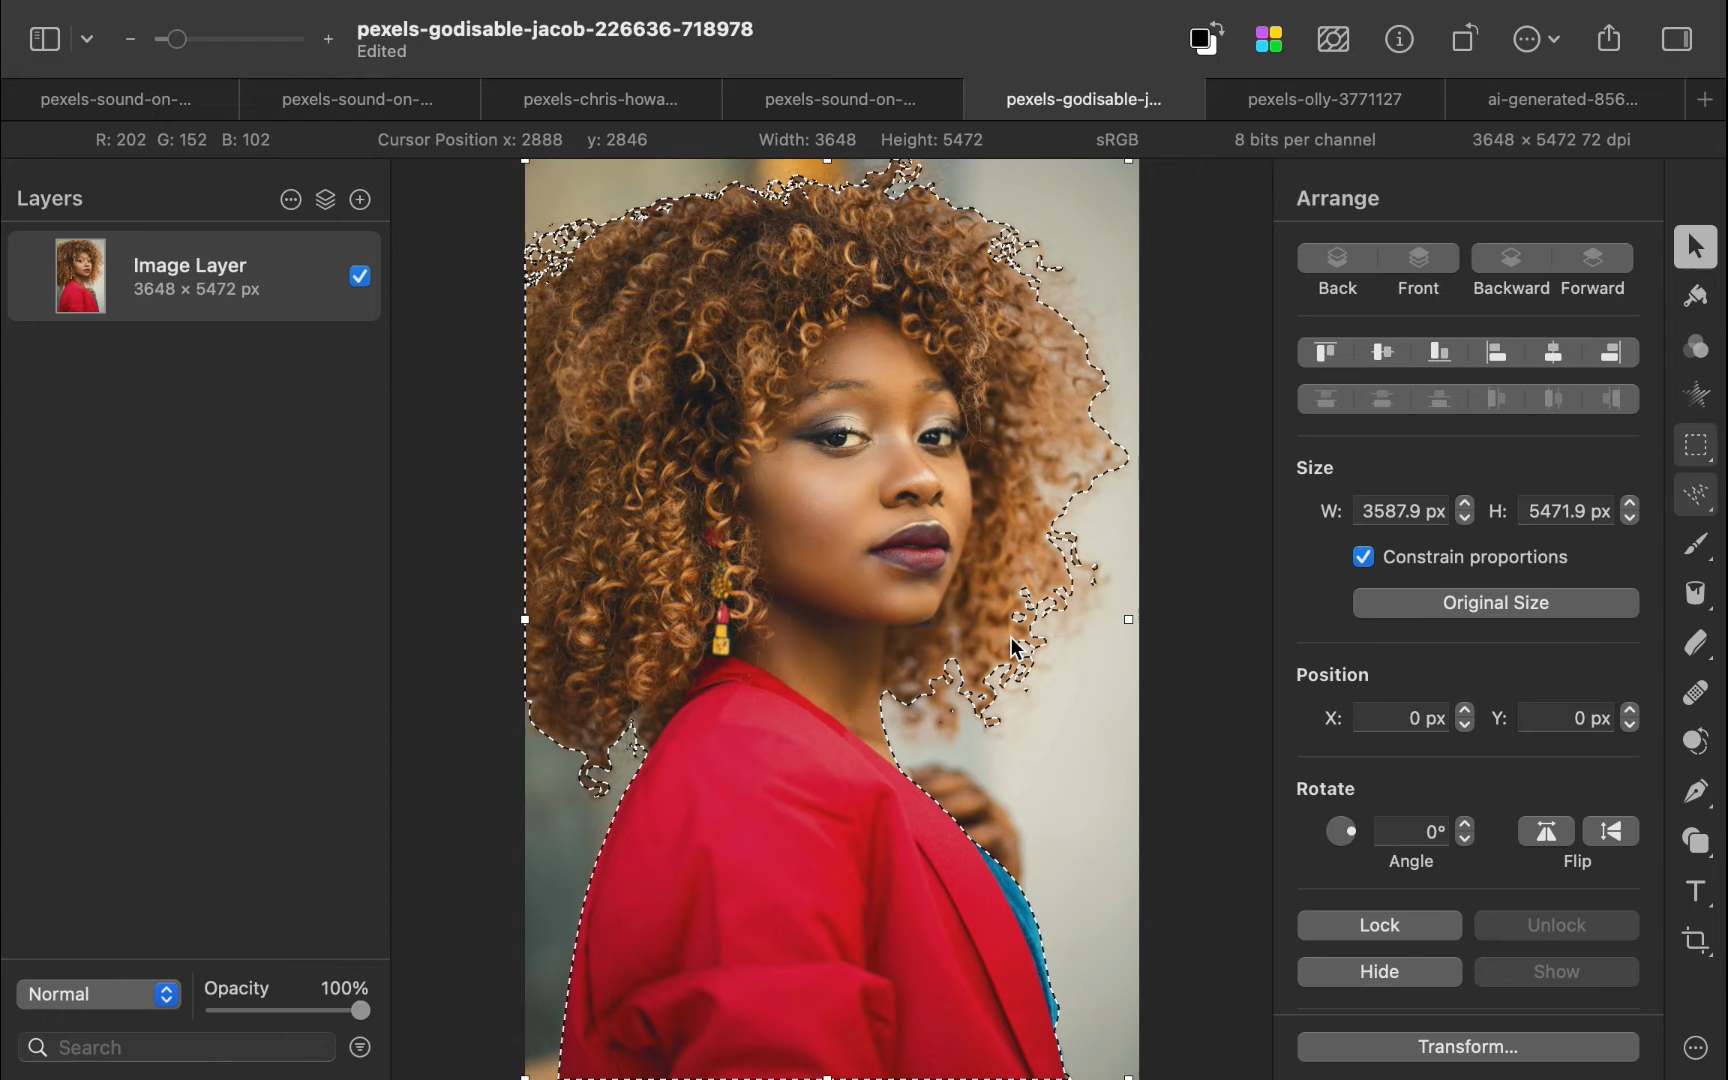 pexels-godisable-jacob-226636-718978
Edited
pexels-sound-on-... pexels-sound-on-... pexels-chris-howa... pexels-sound-on-... pexels-godisable-j... pexels-olly-3771127 ai-generated-856...
R: 202 G: 152 B: 102 Cursor Position x: 2888 y: 2846 Width: 3648 Height: 5472 sRGB 8 bits per channel 3648 × 5472 72 dpi
Layers
Image Layer
3648 × 5472 px
Normal
Opacity 100%
Search
Arrange
Back Front Backward Forward
Size
W: 3587.9 px H: 5471.9 px
Constrain proportions
Original Size
Position
X: 0 px Y: 0 px
Rotate
0°
Angle Flip
Lock Unlock
Hide Show
Transform...